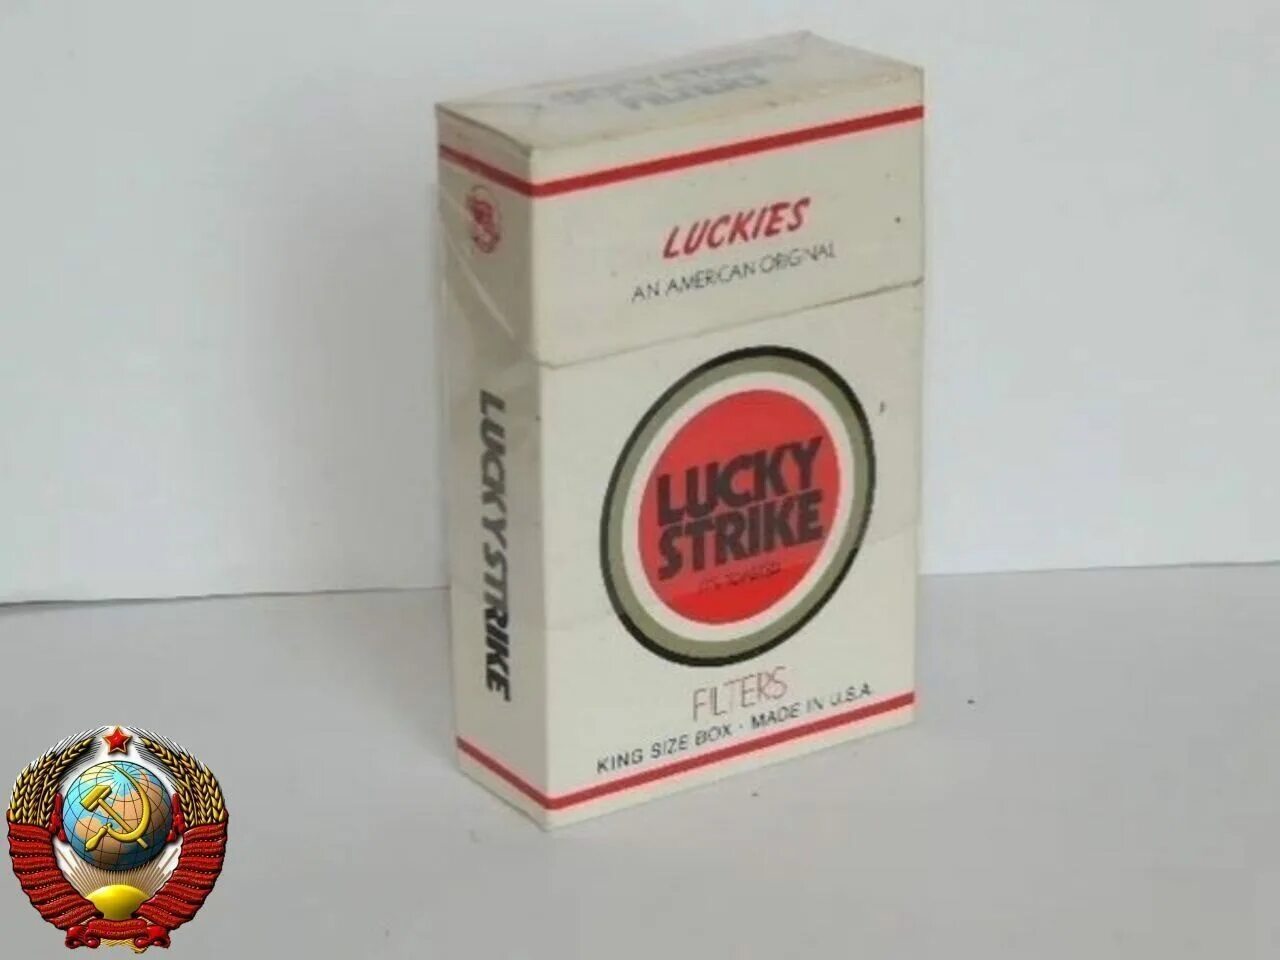 LUCKIES
AN AMERICAN ORIGINAL
LUCKY
STRIKE
FILTERS
KING SIZE BOX · MADE IN U.S.A.
LUCKY STRIKE